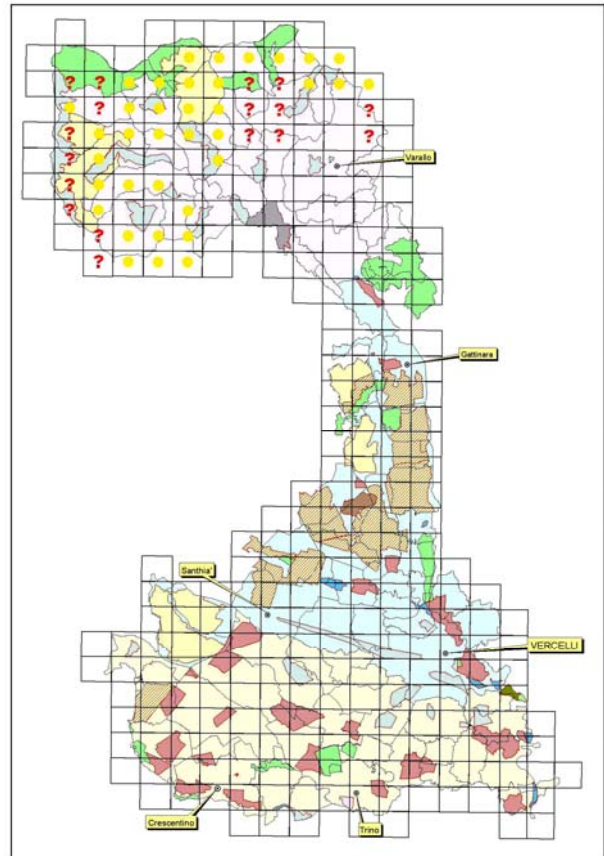 ? ? ? ?
? ? ? ?
? ? ? ?
?
?
?
?
Varallo
Gattinara
Santhia'
VERCELLI
Crescentino
Trino